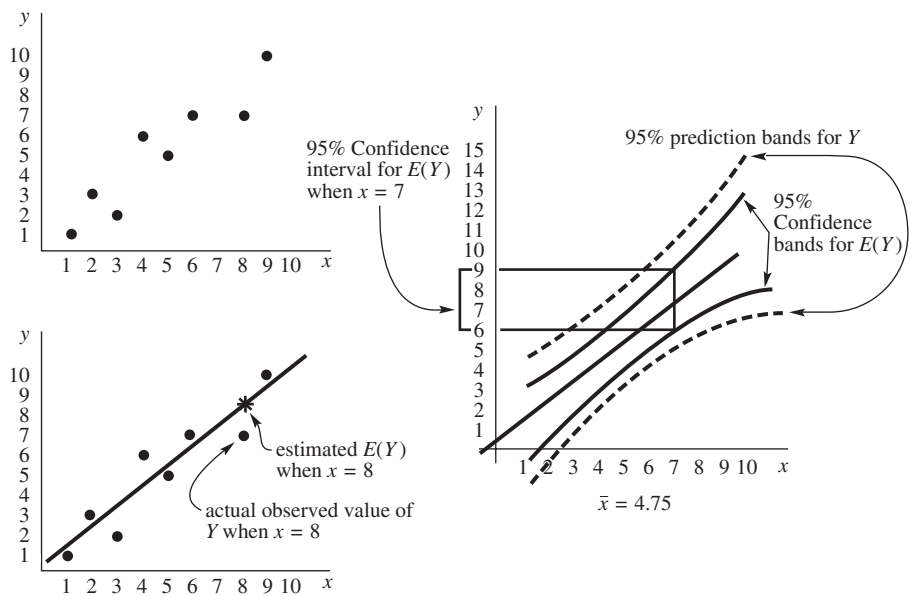 y
10
9
8
7
6
5
4
3
2
1
1 2 3 4 5 6 7 8 9 10 x
y
10
9
8
7
6
5
4
3
2
1
estimated E(Y)
when x = 8
actual observed value of
Y when x = 8
1 2 3 4 5 6 7 8 9 10 x
95% Confidence
interval for E(Y)
when x = 7
y
95% prediction bands for Y
15
14
13
12
11
10
9
8
7
6
5
4
3
2
1
95%
Confidence
bands for E(Y)
1 2 3 4 5 6 7 8 9 10 x
x̄ = 4.75